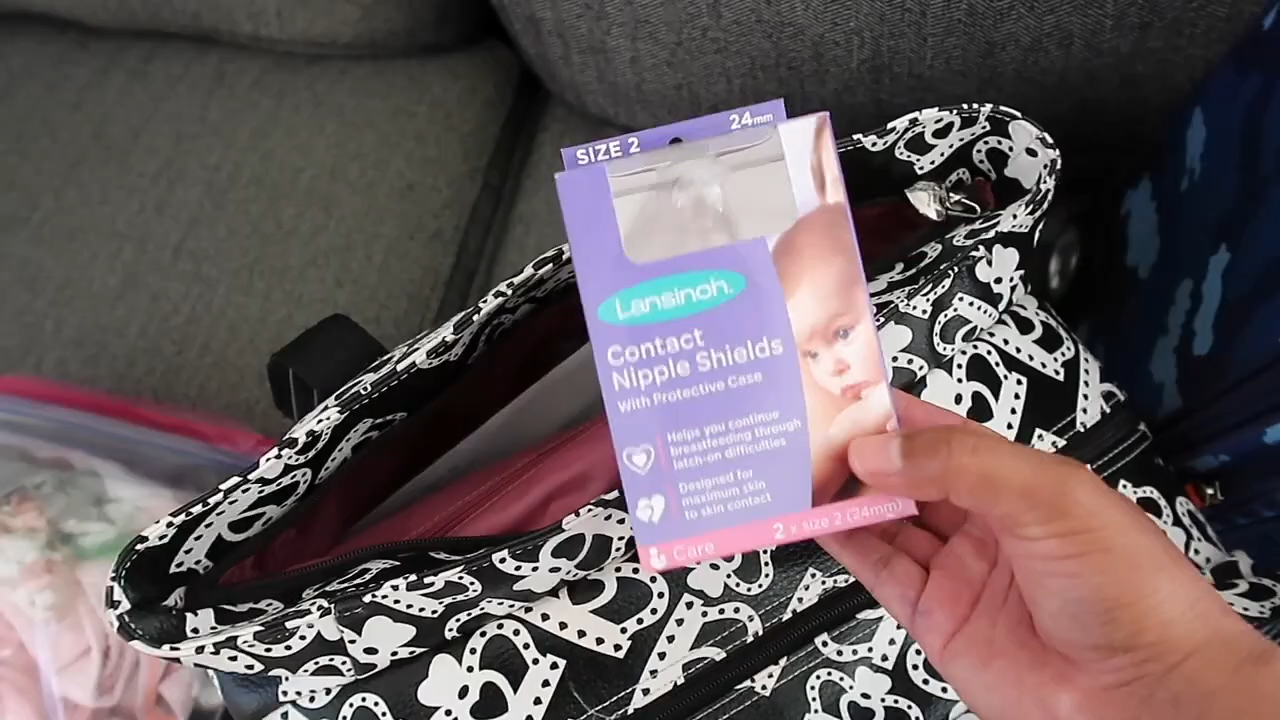 SIZE 2 24mm
Lansinoh.
Contact
Nipple Shields
With Protective Case
Helps you continue
breastfeeding through
latch-on difficulties
Designed for
maximum skin
to skin contact
Care 2 x size 2 (24mm)